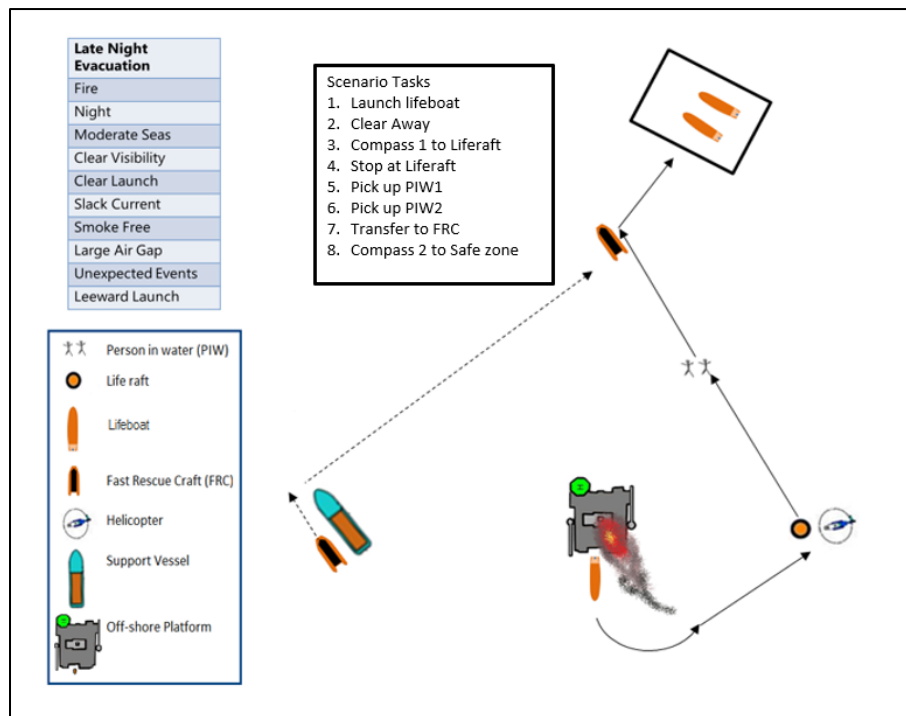 Late Night
Evacuation
Fire
Night
Moderate Seas
Clear Visibility
Clear Launch
Slack Current
Smoke Free
Large Air Gap
Unexpected Events
Leeward Launch
Scenario Tasks
1. Launch lifeboat
2. Clear Away
3. Compass 1 to Liferaft
4. Stop at Liferaft
5. Pick up PIW1
6. Pick up PIW2
7. Transfer to FRC
8. Compass 2 to Safe zone
Person in water (PIW)
Life raft
Lifeboat
Fast Rescue Craft (FRC)
Helicopter
Support Vessel
Off-shore Platform